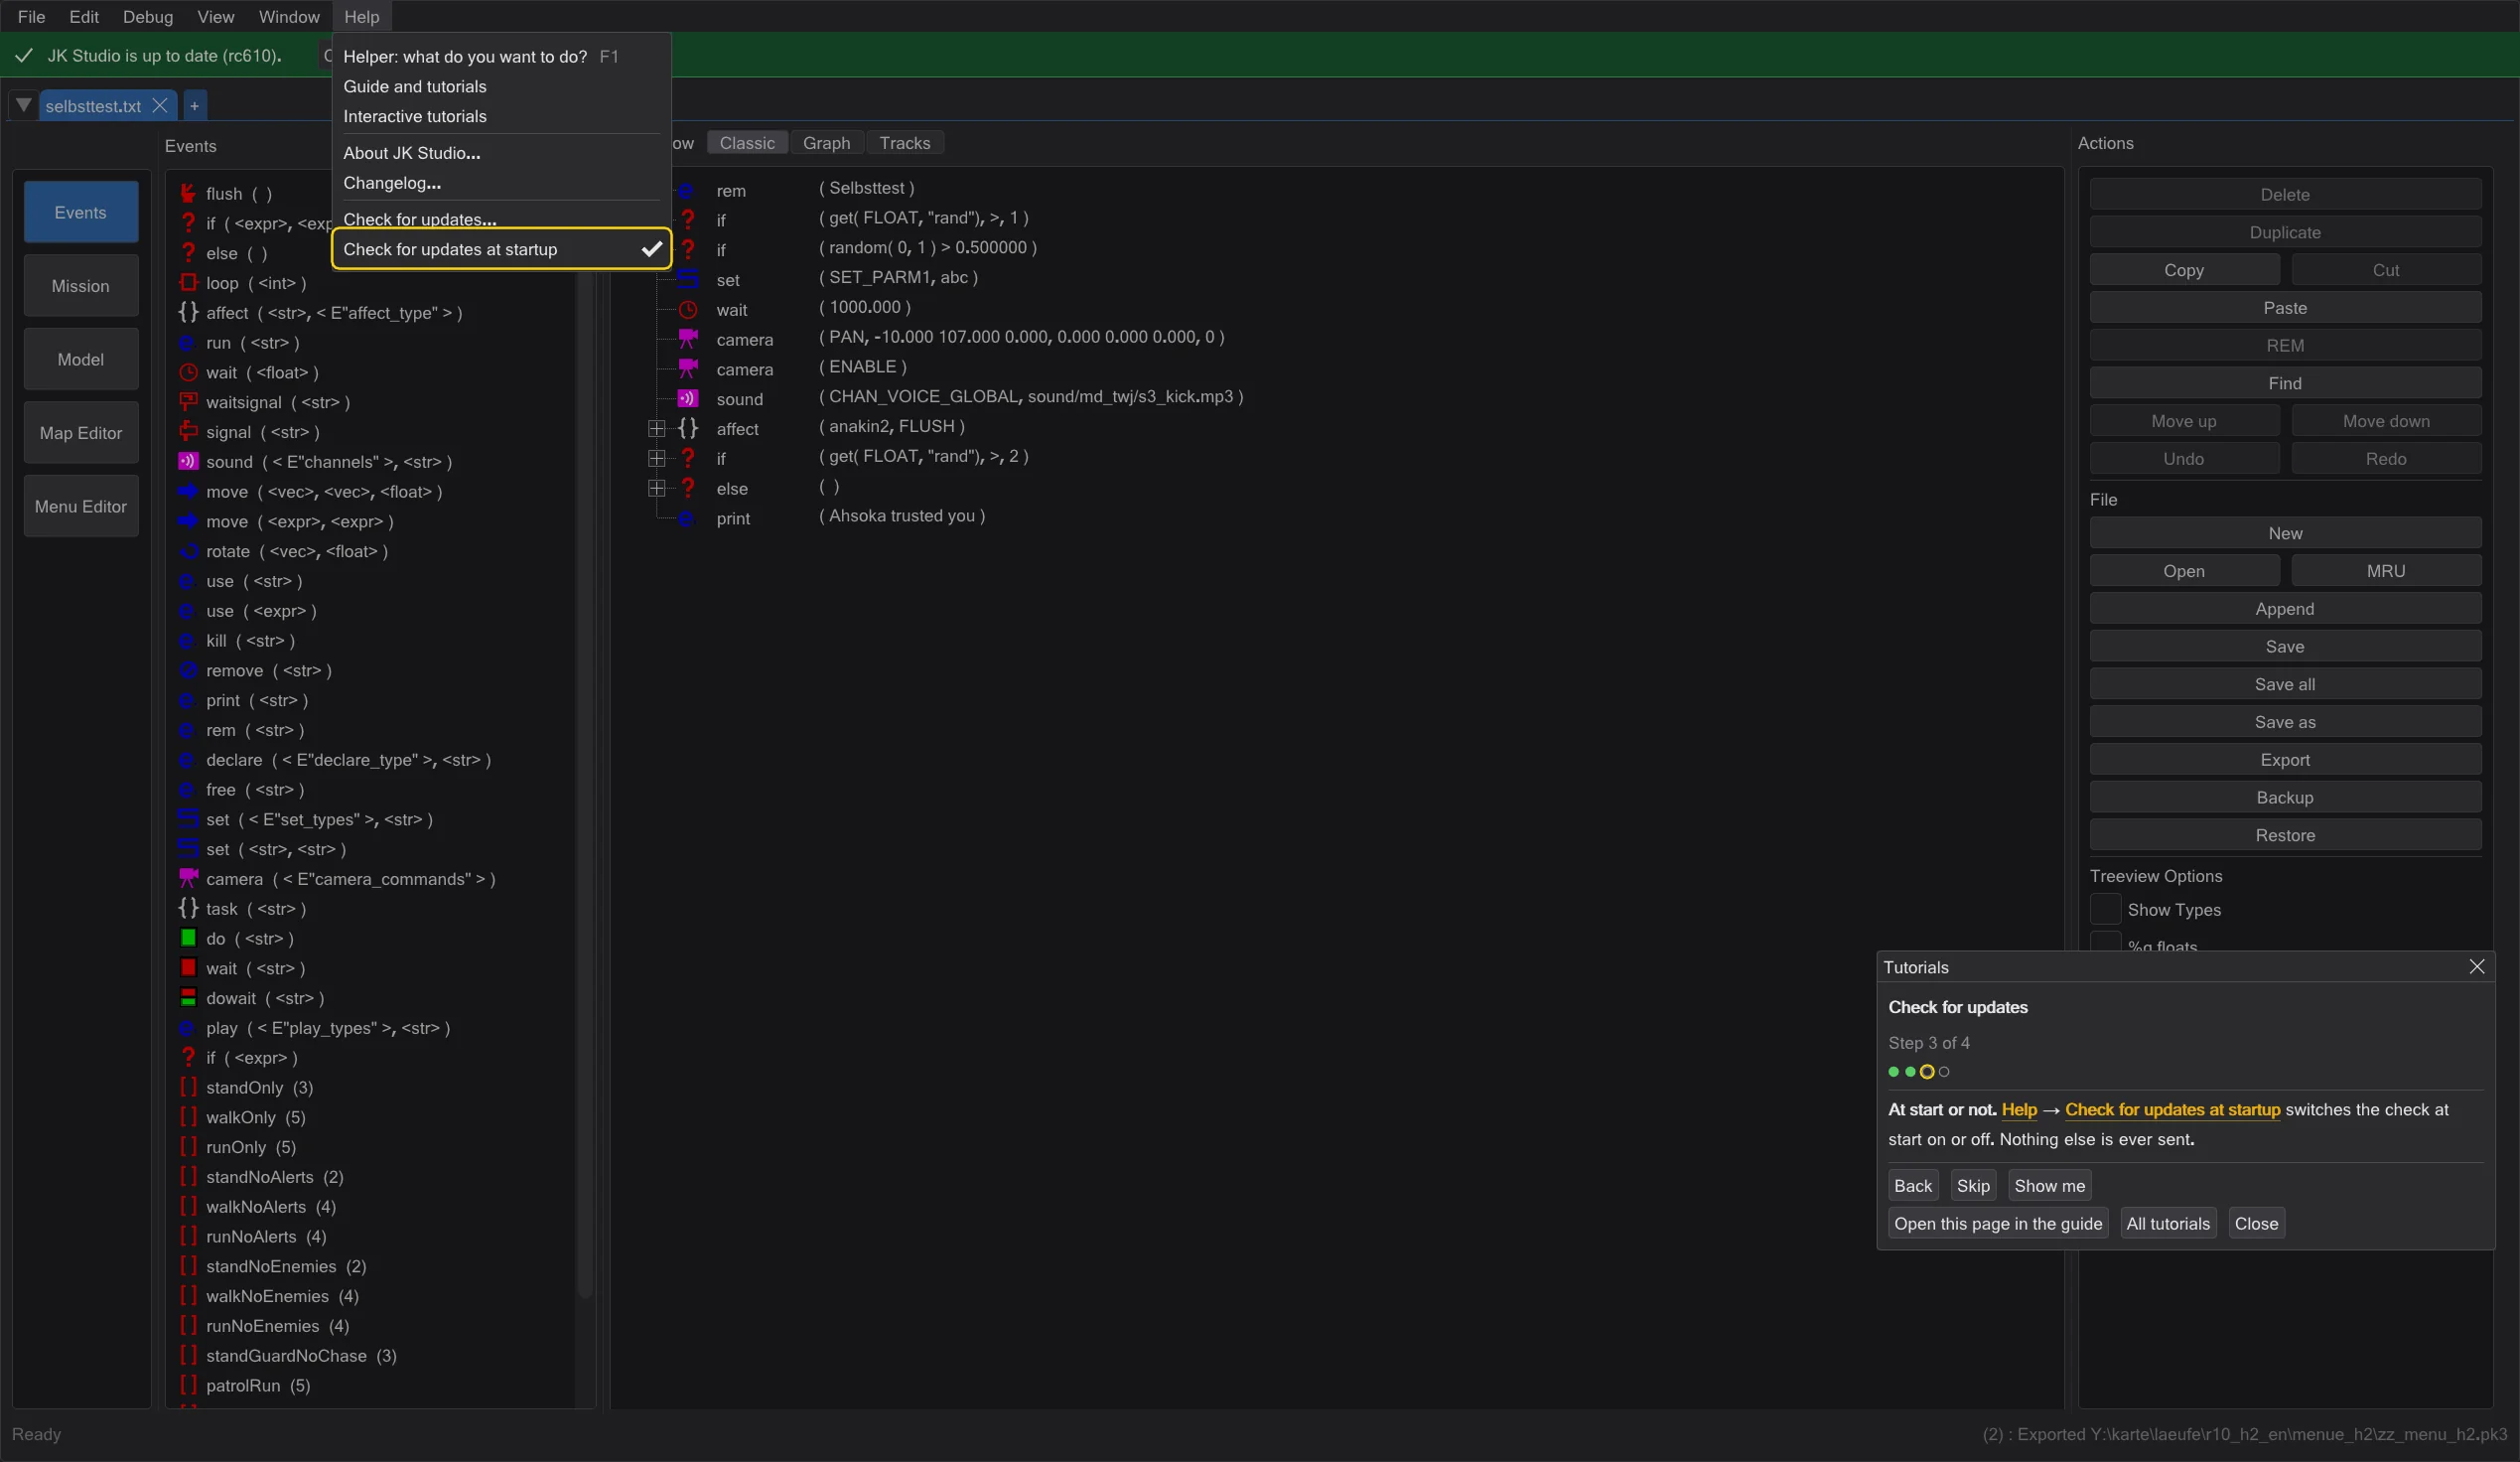 File Edit Debug View Window Help
JK Studio is up to date (rc610).
Helper: what do you want to do? F1
Guide and tutorials
Interactive tutorials
About JK Studio...
Changelog...
Check for updates...
Check for updates at startup
selbsttest.txt
+
Events
Mission
Model
Map Editor
Menu Editor
Events
flush ( )
if ( <expr>, <exp
else ( )
loop ( <int> )
affect ( <str>, < E"affect_type" > )
run ( <str> )
wait ( <float> )
waitsignal ( <str> )
signal ( <str> )
sound ( < E"channels" >, <str> )
move ( <vec>, <vec>, <float> )
move ( <expr>, <expr> )
rotate ( <vec>, <float> )
use ( <str> )
use ( <expr> )
kill ( <str> )
remove ( <str> )
print ( <str> )
rem ( <str> )
declare ( < E"declare_type" >, <str> )
free ( <str> )
set ( < E"set_types" >, <str> )
set ( <str>, <str> )
camera ( < E"camera_commands" > )
task ( <str> )
do ( <str> )
wait ( <str> )
dowait ( <str> )
play ( < E"play_types" >, <str> )
if ( <expr> )
standOnly (3)
walkOnly (5)
runOnly (5)
standNoAlerts (2)
walkNoAlerts (4)
runNoAlerts (4)
standNoEnemies (2)
walkNoEnemies (4)
runNoEnemies (4)
standGuardNoChase (3)
patrolRun (5)
ow Classic Graph Tracks
rem ( Selbsttest )
if ( get( FLOAT, "rand"), >, 1 )
if ( random( 0, 1 ) > 0.500000 )
set ( SET_PARM1, abc )
wait ( 1000.000 )
camera ( PAN, -10.000 107.000 0.000, 0.000 0.000 0.000, 0 )
camera ( ENABLE )
sound ( CHAN_VOICE_GLOBAL, sound/md_twj/s3_kick.mp3 )
affect ( anakin2, FLUSH )
if ( get( FLOAT, "rand"), >, 2 )
else ( )
print ( Ahsoka trusted you )
Actions
Delete
Duplicate
Copy Cut
Paste
REM
Find
Move up Move down
Undo Redo
File
New
Open MRU
Append
Save
Save all
Save as
Export
Backup
Restore
Treeview Options
Show Types
%g floats
Tutorials
Check for updates
Step 3 of 4
At start or not. Help → Check for updates at startup switches the check at
start on or off. Nothing else is ever sent.
Back Skip Show me
Open this page in the guide All tutorials Close
Ready
(2) : Exported Y:\karte\laeufe\r10_h2_en\menue_h2\zz_menu_h2.pk3